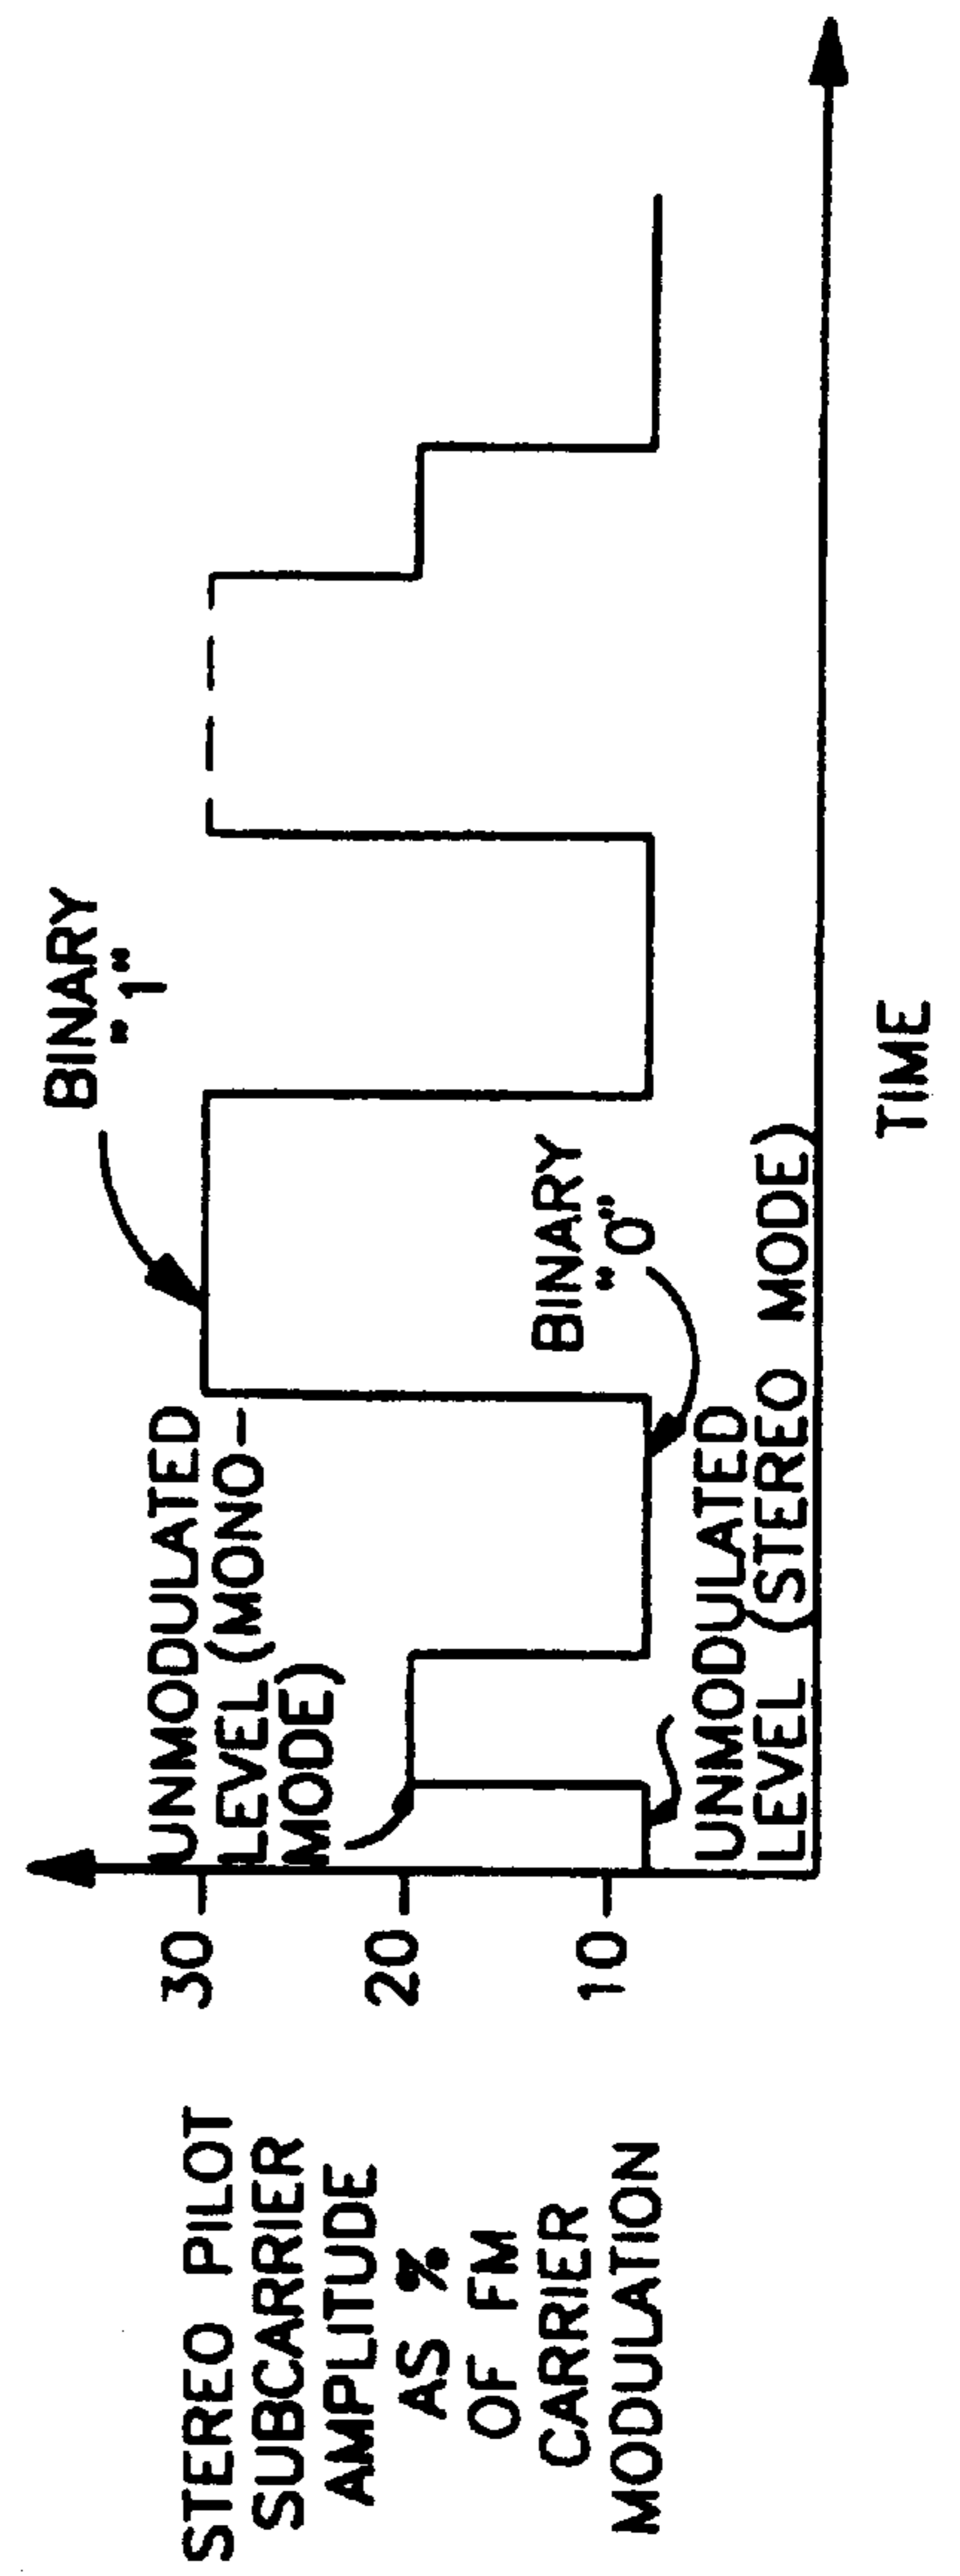 STEREO PILOT
SUBCARRIER
AMPLITUDE
AS %
OF FM
CARRIER
MODULATION
30
20
10
UNMODULATED
LEVEL (MONO-
MODE)
BINARY
"1"
BINARY
"0"
UNMODULATED
LEVEL (STEREO MODE)
TIME